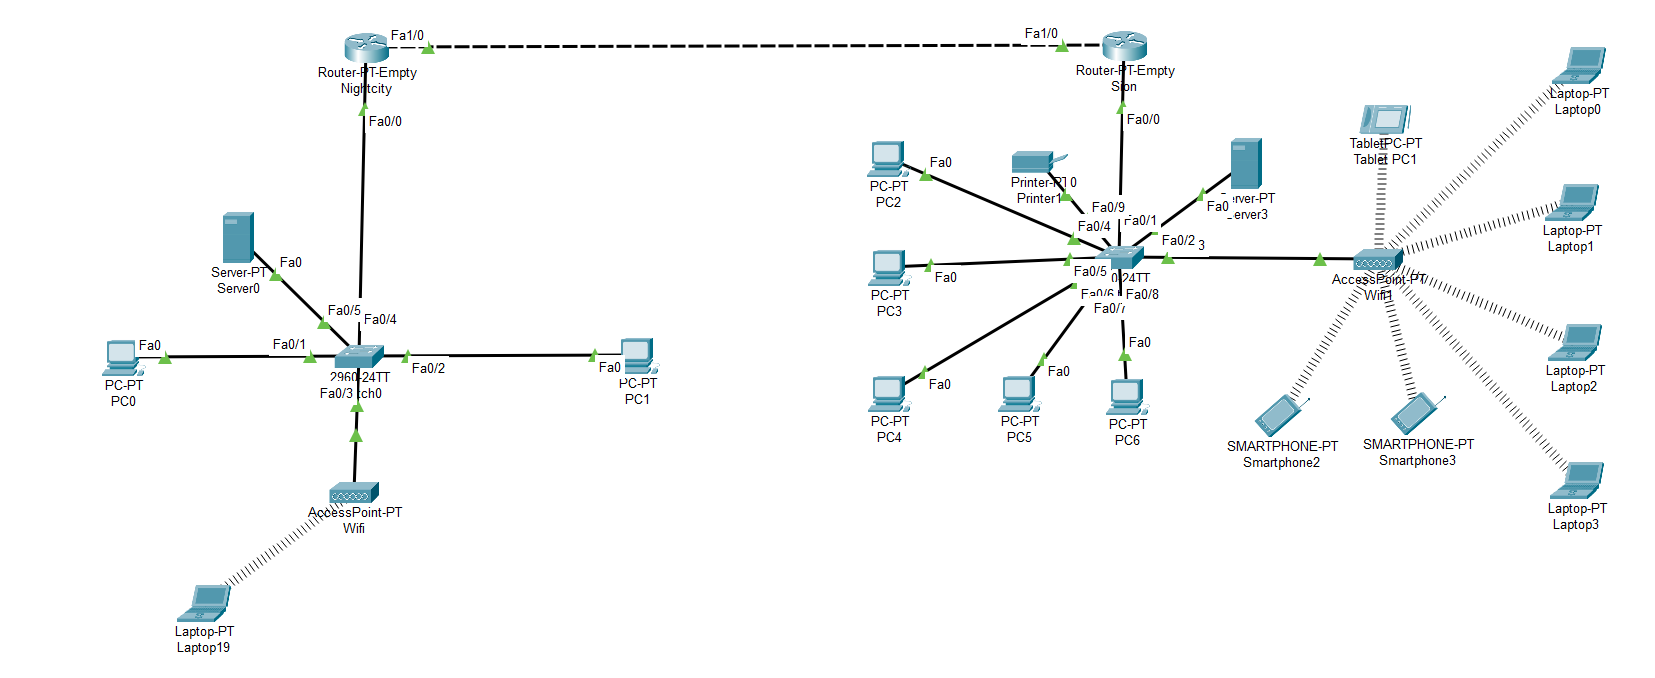 Fa1/0
Router-PT-Empty
Nightcity
Fa0/0
Fa1/0
Router-PT-Empty
Sion
Fa0/0
Server-PT
Server0
Fa0
Fa0/5
Fa0/4
Fa0
PC-PT
PC0
Fa0/1
2960-24TT
Fa0/3
tch0
Fa0/2
Fa0
PC-PT
PC1
AccessPoint-PT
Wifi
Laptop-PT
Laptop19
Fa0
PC-PT
PC2
Printer-PT
0
Printer1
Fa0/9
Fa0/4
Fa0/1
Fa0
rver-PT
erver3
Fa0/2
3
PC-PT
PC3
Fa0
Fa0/5
0-24TT
Fa0/6
Fa0/8
Fa0/
PC-PT
PC4
Fa0
PC-PT
PC5
Fa0
PC-PT
PC6
Fa0
AccessPoint-PT
Wifi1
TabletPC-PT
Tablet PC1
Laptop-PT
Laptop0
Laptop-PT
Laptop1
Laptop-PT
Laptop2
Laptop-PT
Laptop3
SMARTPHONE-PT
Smartphone2
SMARTPHONE-PT
Smartphone3